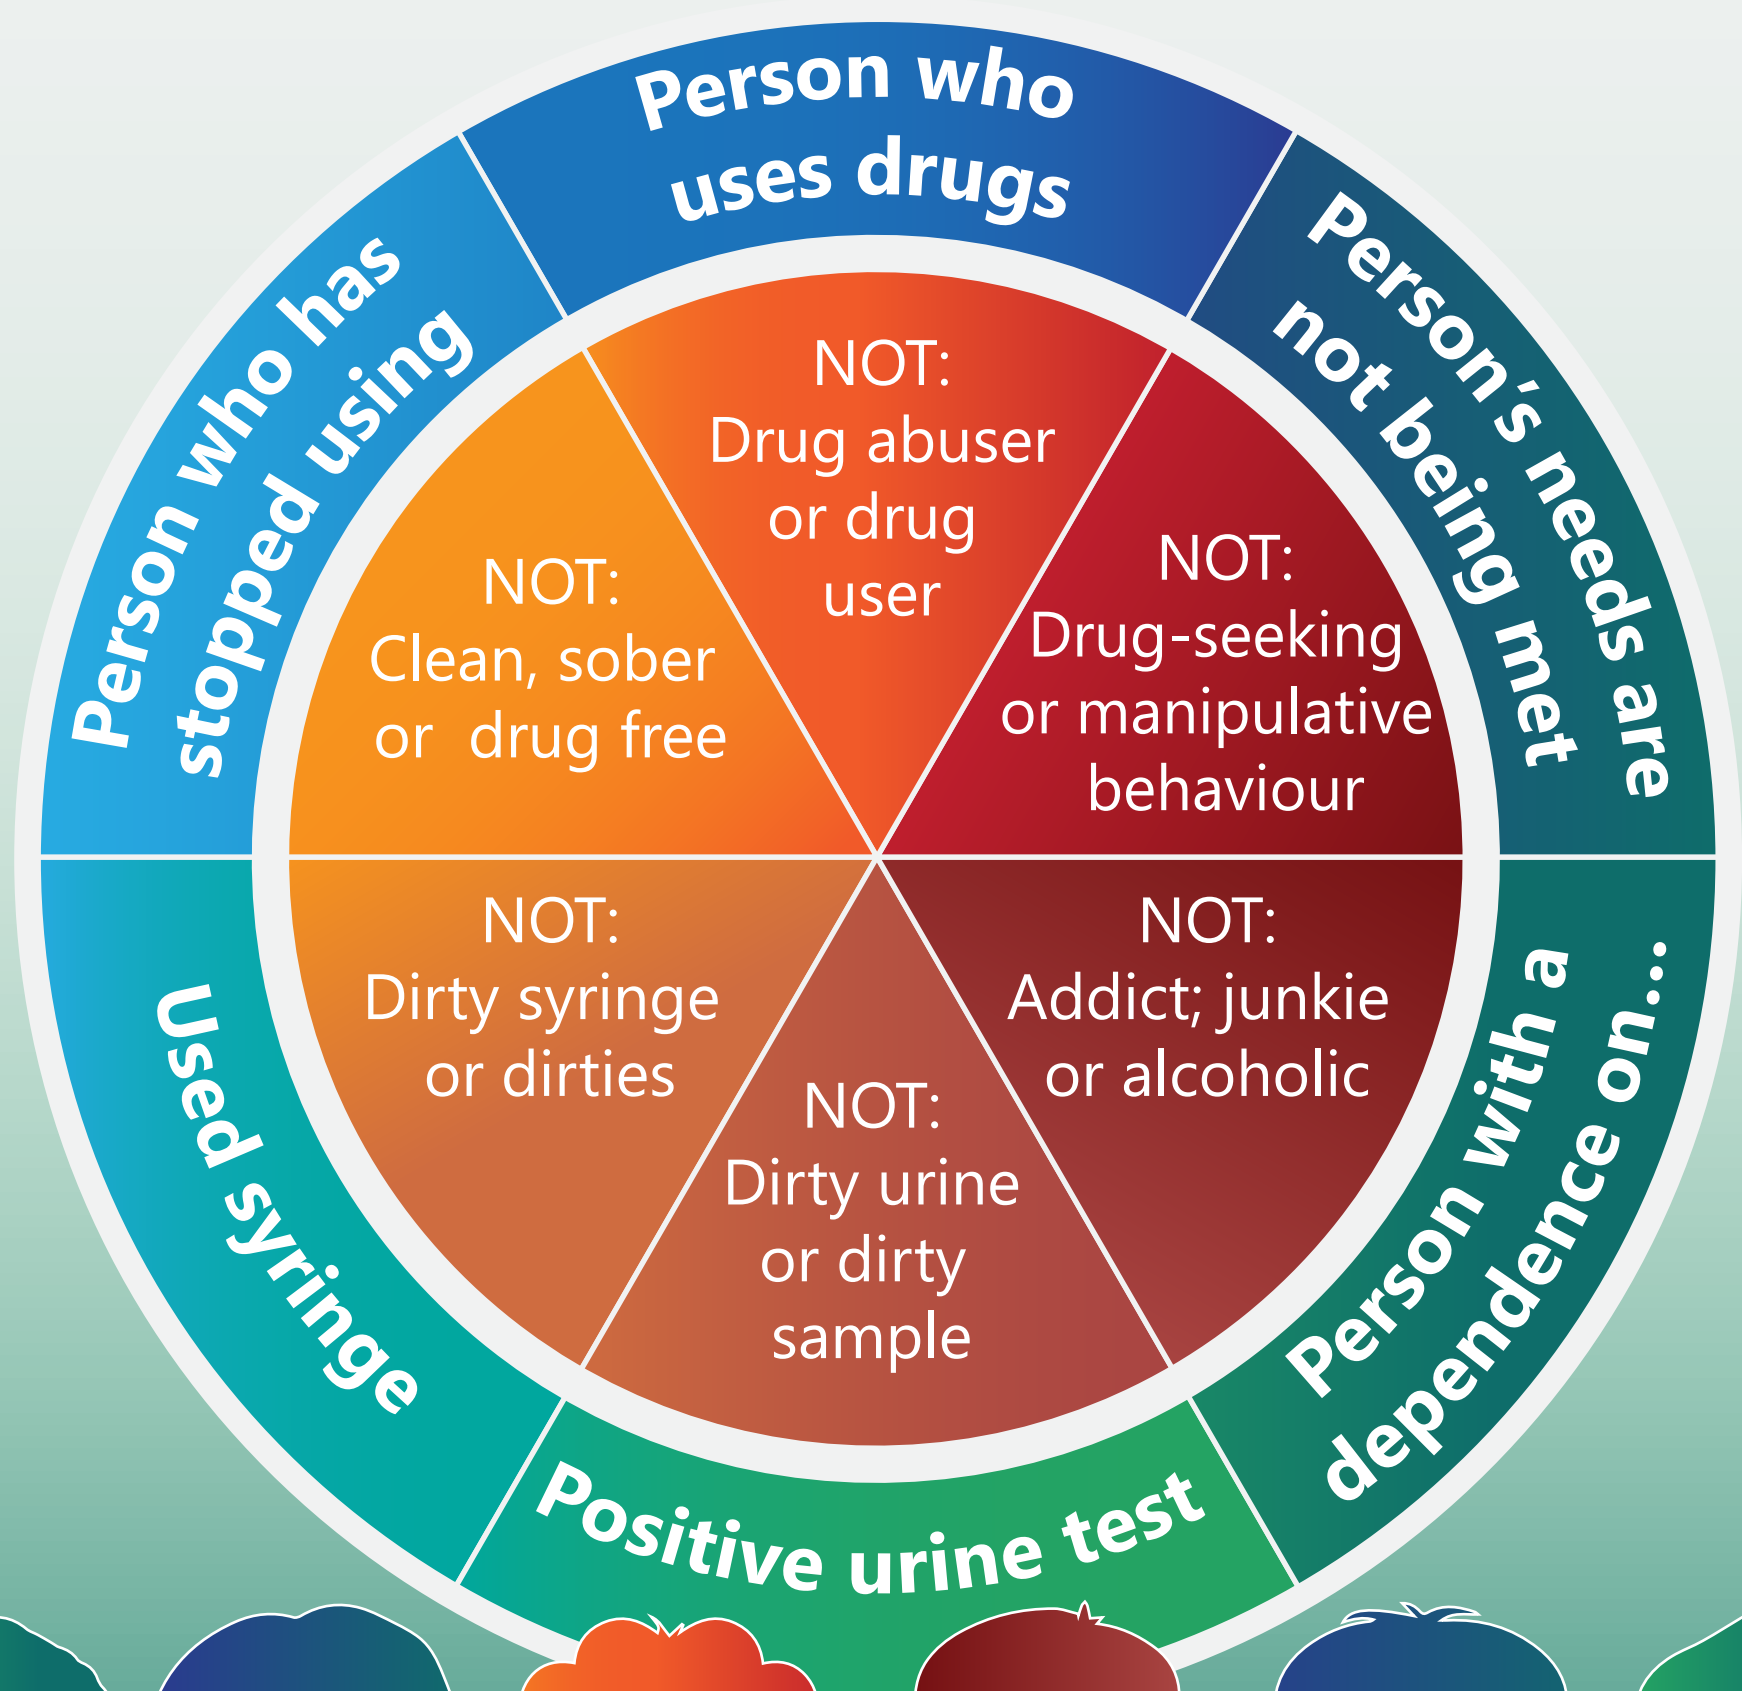 Person who
uses drugs
NOT:
Drug abuser
or drug
user
Person's needs are
not being met
NOT:
Drug-seeking
or manipulative
behaviour
Person with a
dependence on...
NOT:
Addict; junkie
or alcoholic
Positive urine test
NOT:
Dirty urine
or dirty
sample
Used syringe
NOT:
Dirty syringe
or dirties
Person who has
stopped using
NOT:
Clean, sober
or drug free